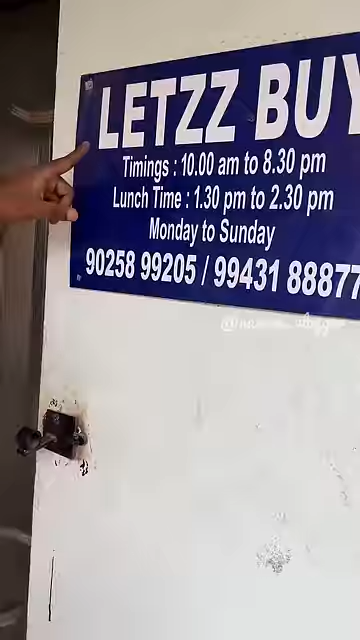 LETZZ BUY
Timings : 10.00 am to 8.30 pm
Lunch Time : 1.30 pm to 2.30 pm
Monday to Sunday
90258 99205 / 99431 88877